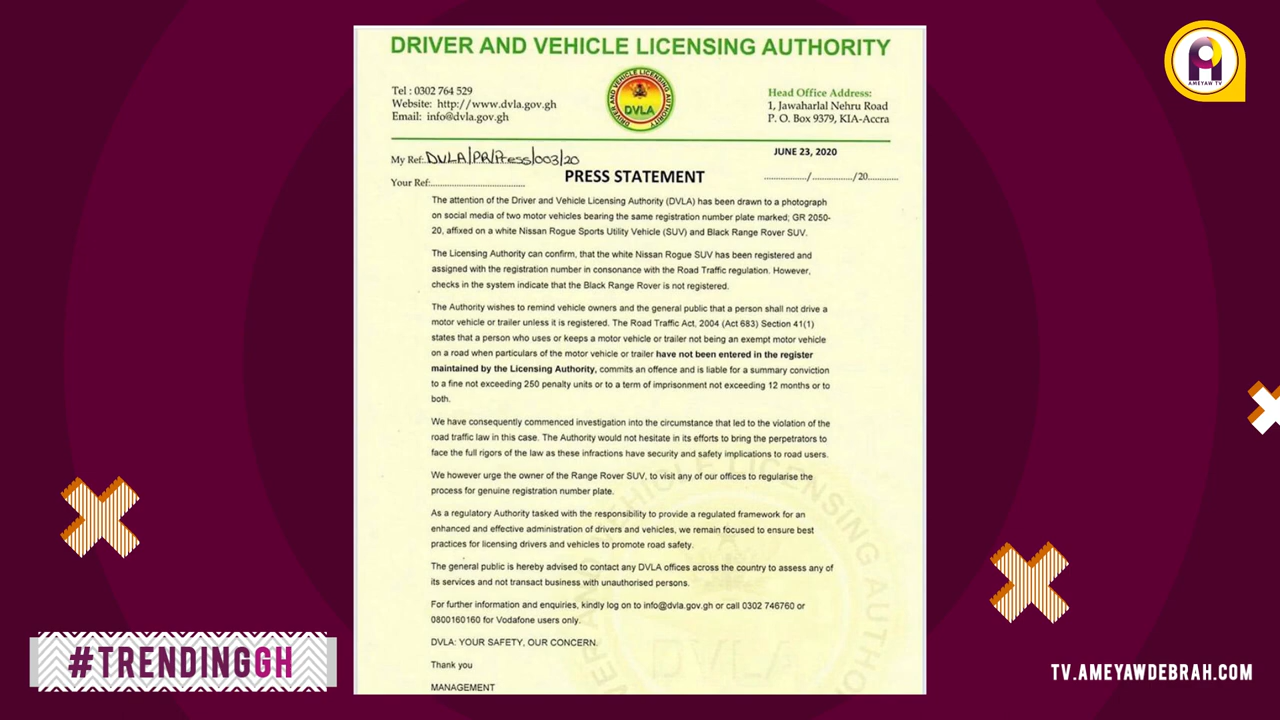 DRIVER AND VEHICLE LICENSING AUTHORITY
Tel : 0302 764 529
Website: http://www.dvla.gov.gh
Email: info@dvla.gov.gh
DRIVER AND VEHICLE LICENSING AUTHORITY
DVLA
Head Office Address:
1, Jawaharlal Nehru Road
P. O. Box 9379, KIA-Accra
My Ref:.DVLA/PR/Press/003/20
JUNE 23, 2020
Your Ref:..............................
PRESS STATEMENT
............../............../20..........
The attention of the Driver and Vehicle Licensing Authority (DVLA) has been drawn to a photograph
on social media of two motor vehicles bearing the same registration number plate marked; GR 2050-
20, affixed on a white Nissan Rogue Sports Utility Vehicle (SUV) and Black Range Rover SUV.
The Licensing Authority can confirm, that the white Nissan Rogue SUV has been registered and
assigned with the registration number in consonance with the Road Traffic regulation. However,
checks in the system indicate that the Black Range Rover is not registered.
The Authority wishes to remind vehicle owners and the general public that a person shall not drive a
motor vehicle or trailer unless it is registered. The Road Traffic Act, 2004 (Act 683) Section 41(1)
states that a person who uses or keeps a motor vehicle or trailer not being an exempt motor vehicle
on a road when particulars of the motor vehicle or trailer have not been entered in the register
maintained by the Licensing Authority, commits an offence and is liable for a summary conviction
to a fine not exceeding 250 penalty units or to a term of imprisonment not exceeding 12 months or to
both.
We have consequently commenced investigation into the circumstance that led to the violation of the
road traffic law in this case. The Authority would not hesitate in its efforts to bring the perpetrators to
face the full rigors of the law as these infractions have security and safety implications to road users.
We however urge the owner of the Range Rover SUV, to visit any of our offices to regularise the
process for genuine registration number plate.
As a regulatory Authority tasked with the responsibility to provide a regulated framework for an
enhanced and effective administration of drivers and vehicles, we remain focused to ensure best
practices for licensing drivers and vehicles to promote road safety.
The general public is hereby advised to contact any DVLA offices across the country to assess any of
its services and not transact business with unauthorised persons.
For further information and enquiries, kindly log on to info@dvla.gov.gh or call 0302 746760 or
0800160160 for Vodafone users only.
DVLA: YOUR SAFETY, OUR CONCERN.
Thank you
MANAGEMENT
AMEYAW TV
#TRENDINGGH
TV.AMEYAWDEBRAH.COM